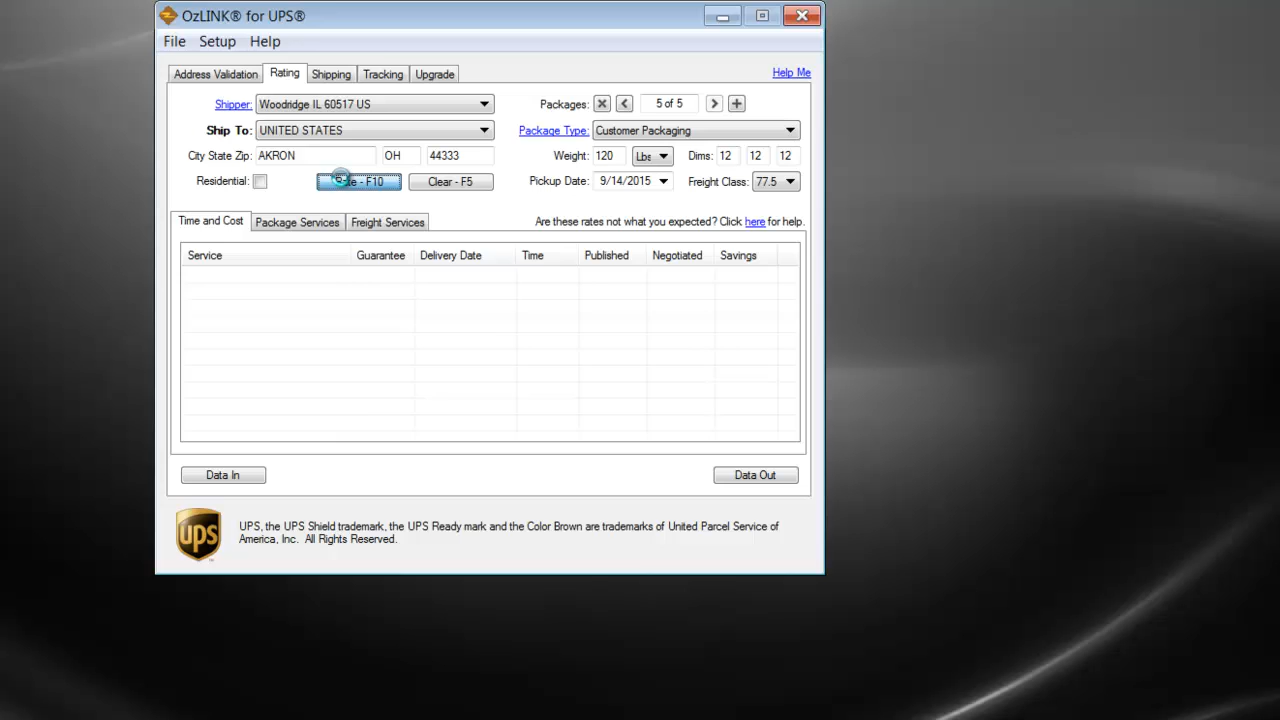 OzLINK® for UPS®
File Setup Help
Address Validation Rating Shipping Tracking Upgrade Help Me
Shipper: Woodridge IL 60517 US Packages: 5 of 5
Ship To: UNITED STATES Package Type: Customer Packaging
City State Zip: AKRON OH 44333 Weight: 120 Lbs Dims: 12 12 12
Residential: - F10 Clear - F5 Pickup Date: 9/14/2015 Freight Class: 77.5
Time and Cost Package Services Freight Services Are these rates not what you expected? Click here for help.
Service Guarantee Delivery Date Time Published Negotiated Savings
Data In Data Out
ups UPS, the UPS Shield trademark, the UPS Ready mark and the Color Brown are trademarks of United Parcel Service of
America, Inc. All Rights Reserved.